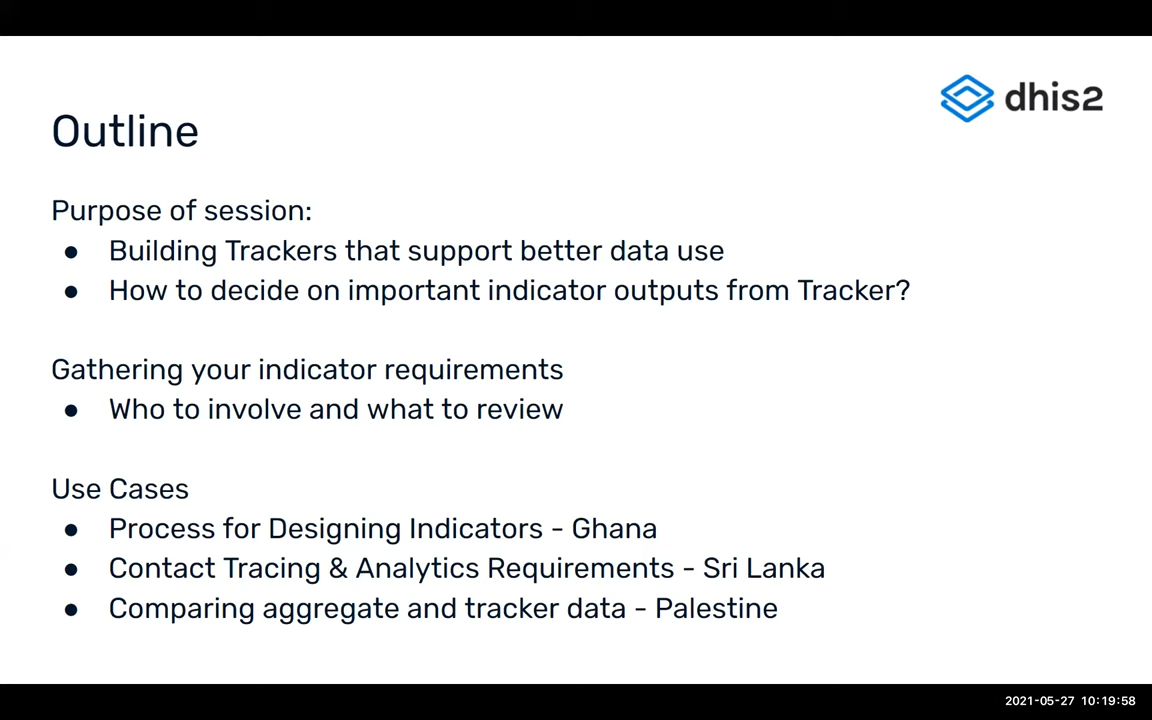 dhis2
Outline
Purpose of session:
● Building Trackers that support better data use
● How to decide on important indicator outputs from Tracker?
Gathering your indicator requirements
● Who to involve and what to review
Use Cases
● Process for Designing Indicators - Ghana
● Contact Tracing & Analytics Requirements - Sri Lanka
● Comparing aggregate and tracker data - Palestine
2021-05-27 10:19:58